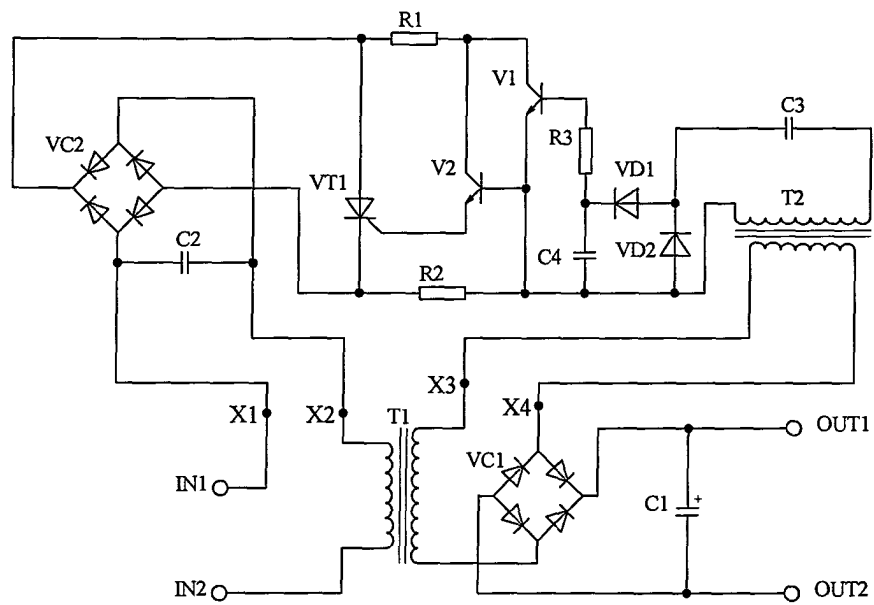 R1
V1
C3
VC2
R3
VT1
V2
VD1
T2
C2
C4
VD2
R2
X3
X1
X2
T1
X4
OUT1
VC1
IN1
C1
+
IN2
OUT2